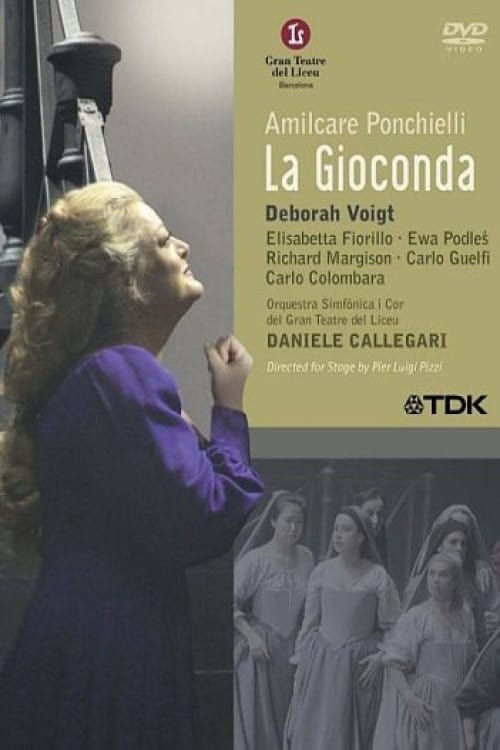 Gran Teatre
del Liceu
Barcelona
DVD
VIDEO
Amilcare Ponchielli
La Gioconda
Deborah Voigt
Elisabetta Fiorillo · Ewa Podleś
Richard Margison · Carlo Guelfi
Carlo Colombara
Orquestra Simfònica i Cor
del Gran Teatre del Liceu
DANIELE CALLEGARI
Directed for Stage by Pier Luigi Pizzi
TDK